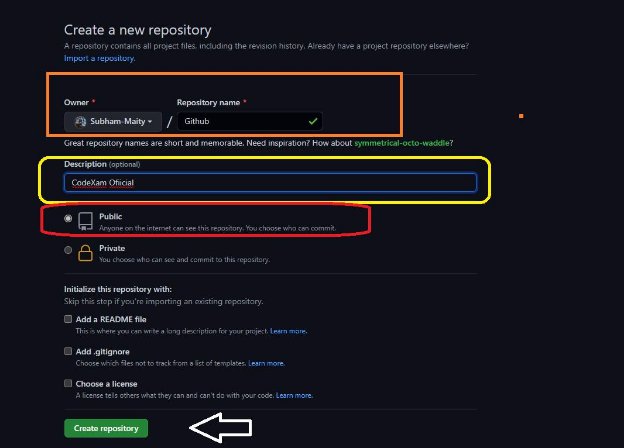 Create a new repository
A repository contains all project files, including the revision history. Already have a project repository elsewhere?
Import a repository.
Owner * Repository name *
Subham-Maity / Github
Great repository names are short and memorable. Need inspiration? How about symmetrical-octo-waddle?
Description (optional)
CodeXam Ofiicial
Public
Anyone on the internet can see this repository. You choose who can commit.
Private
You choose who can see and commit to this repository.
Initialize this repository with:
Skip this step if you're importing an existing repository.
Add a README file
This is where you can write a long description for your project. Learn more.
Add .gitignore
Choose which files not to track from a list of templates. Learn more.
Choose a license
A license tells others what they can and can't do with your code. Learn more.
Create repository